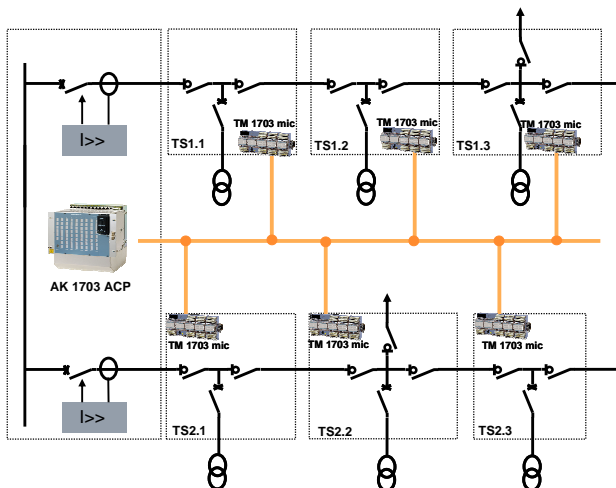 I>>
TM 1703 mic
TS1.1
TM 1703 mic
TS1.2
TM 1703 mic
TS1.3
AK 1703 ACP
TM 1703 mic
TM 1703 mic
TM 1703 mic
I>>
TS2.1
TS2.2
TS2.3